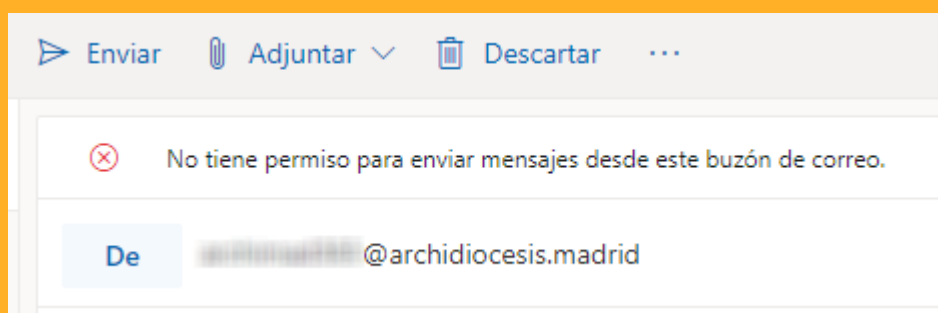 Enviar Adjuntar Descartar ...
No tiene permiso para enviar mensajes desde este buzón de correo.
De @archidiocesis.madrid